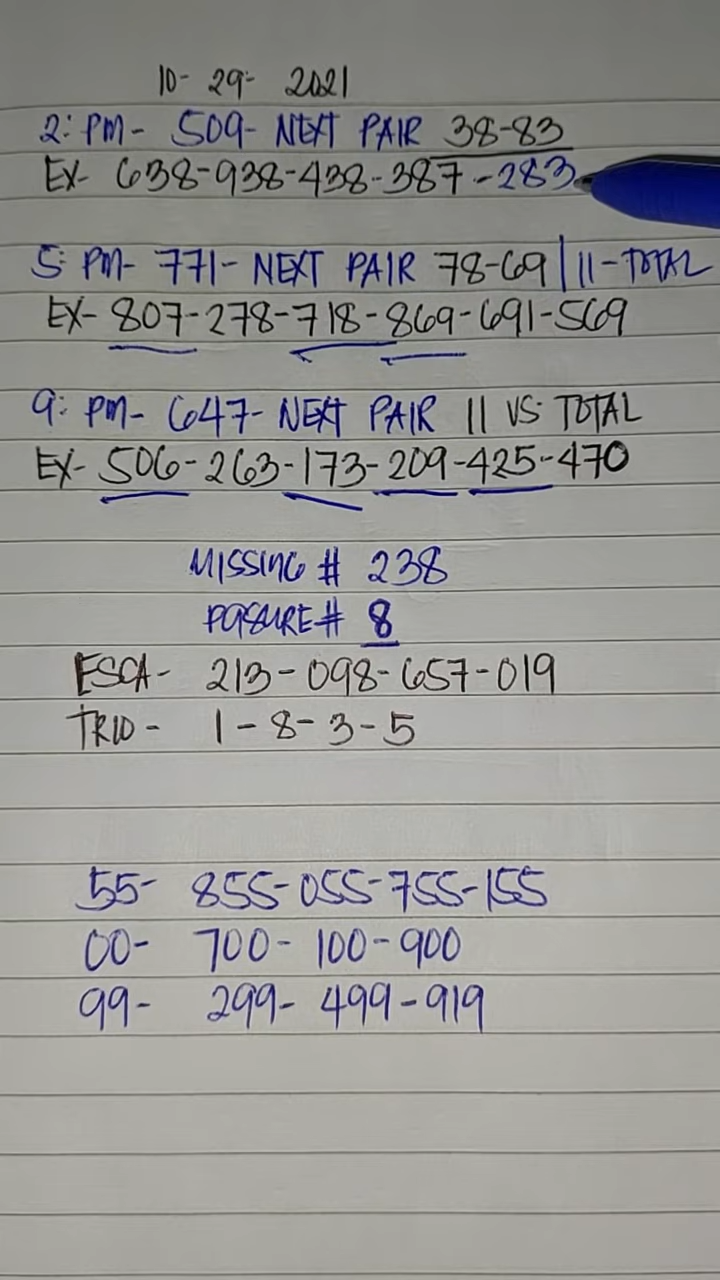 10- 29- 2021
2: PM- 509- NEXT PAIR 38-83
EX- 638-938-438-387-283
5: PM- 771- NEXT PAIR 78-69 | 11-TOTAL
EX- 807-278-718-869-691-569
9: PM- 647- NEXT PAIR 11 VS TOTAL
EX- 506-263-173-209-425-470
MISSING # 238
PASURE# 8
ESCA- 213-098-657-019
TRIO- 1-8-3-5
55- 855-055-755-155
00- 700-100-900
99- 299-499-919